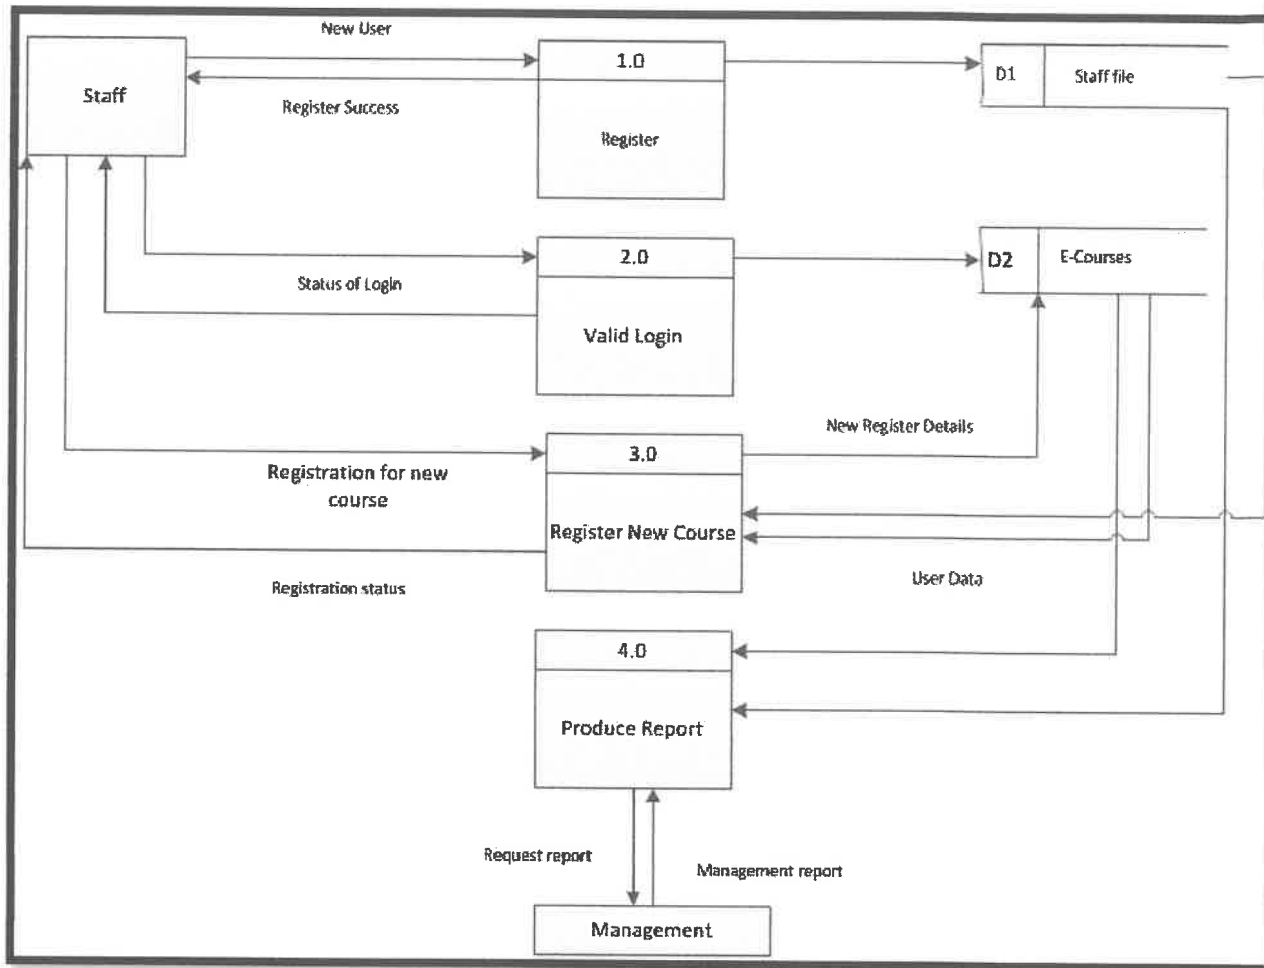 New User
Staff
1.0
D1
Staff file
Register Success
Register
2.0
D2
E-Courses
Status of Login
Valid Login
New Register Details
3.0
Registration for new
course
Register New Course
User Data
Registration status
4.0
Produce Report
Request report
Management report
Management